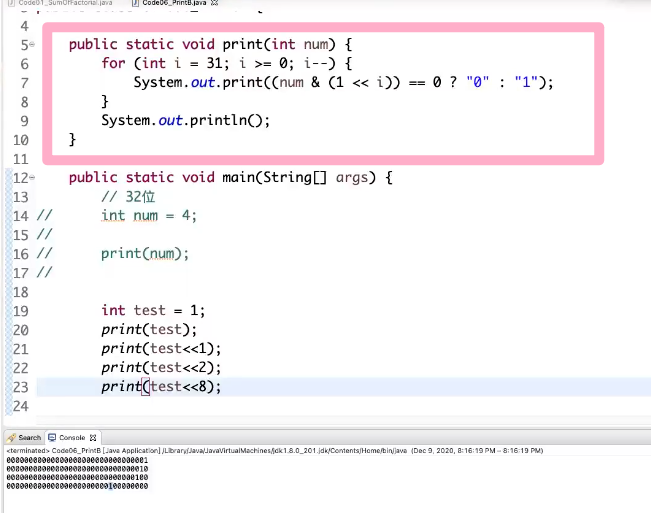 Code01_SumOfFactorial.java Code06_PrintB.java
4
5 public static void print(int num) {
6 for (int i = 31; i >= 0; i--) {
7 System.out.print((num & (1 << i)) == 0 ? "0" : "1");
8 }
9 System.out.println();
10 }
11
12 public static void main(String[] args) {
13 // 32位
14 // int num = 4;
15 //
16 // print(num);
17 //
18
19 int test = 1;
20 print(test);
21 print(test<<1);
22 print(test<<2);
23 print(test<<8);
24
Search Console
<terminated> Code06_PrintB [Java Application] /Library/Java/JavaVirtualMachines/jdk1.8.0_201.jdk/Contents/Home/bin/java (Dec 9, 2020, 8:16:19 PM – 8:16:19 PM)
00000000000000000000000000000001
00000000000000000000000000000010
00000000000000000000000000000100
00000000000000000000000100000000